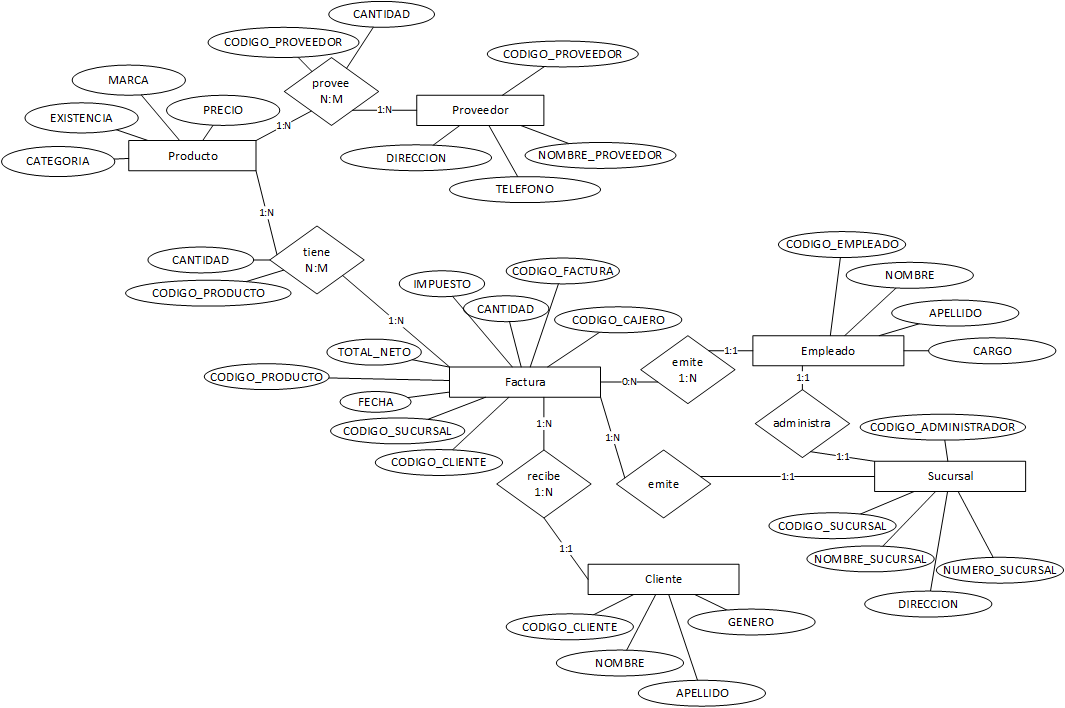 CANTIDAD
CODIGO_PROVEEDOR
CODIGO_PROVEEDOR
MARCA
provee
N:M
EXISTENCIA
PRECIO
1:N
Proveedor
1:N
CATEGORIA
Producto
DIRECCION
NOMBRE_PROVEEDOR
TELEFONO
1:N
tiene
N:M
CANTIDAD
CODIGO_PRODUCTO
CODIGO_EMPLEADO
CODIGO_FACTURA
IMPUESTO
NOMBRE
CANTIDAD
CODIGO_CAJERO
APELLIDO
1:N
TOTAL_NETO
emite
1:N
1:1
Empleado
CARGO
CODIGO_PRODUCTO
Factura
0:N
1:1
FECHA
CODIGO_SUCURSAL
1:N
1:N
administra
CODIGO_ADMINISTRADOR
CODIGO_CLIENTE
1:1
recibe
1:N
emite
1:1
Sucursal
CODIGO_SUCURSAL
1:1
NOMBRE_SUCURSAL
NUMERO_SUCURSAL
Cliente
DIRECCION
CODIGO_CLIENTE
GENERO
NOMBRE
APELLIDO